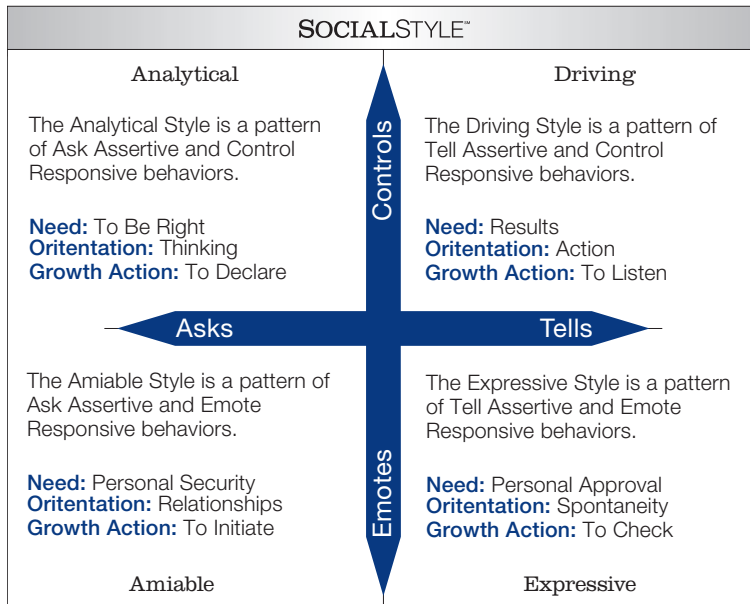 SOCIALSTYLE™
Analytical
The Analytical Style is a pattern
of Ask Assertive and Control
Responsive behaviors.
Need: To Be Right
Oritentation: Thinking
Growth Action: To Declare
Driving
The Driving Style is a pattern of
Tell Assertive and Control
Responsive behaviors.
Need: Results
Oritentation: Action
Growth Action: To Listen
Controls
Asks
Tells
Emotes
The Amiable Style is a pattern of
Ask Assertive and Emote
Responsive behaviors.
Need: Personal Security
Oritentation: Relationships
Growth Action: To Initiate
Amiable
The Expressive Style is a pattern
of Tell Assertive and Emote
Responsive behaviors.
Need: Personal Approval
Oritentation: Spontaneity
Growth Action: To Check
Expressive